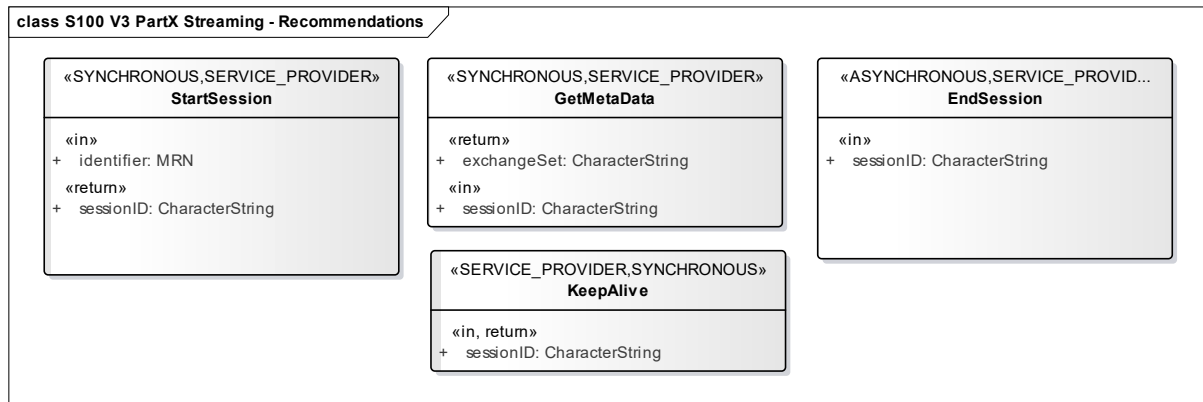 class S100 V3 PartX Streaming - Recommendations
«SYNCHRONOUS,SERVICE_PROVIDER»
StartSession
«in»
+ identifier: MRN
«return»
+ sessionID: CharacterString
«SYNCHRONOUS,SERVICE_PROVIDER»
GetMetaData
«return»
+ exchangeSet: CharacterString
«in»
+ sessionID: CharacterString
«ASYNCHRONOUS,SERVICE_PROVID...
EndSession
«in»
+ sessionID: CharacterString
«SERVICE_PROVIDER,SYNCHRONOUS»
KeepAlive
«in, return»
+ sessionID: CharacterString